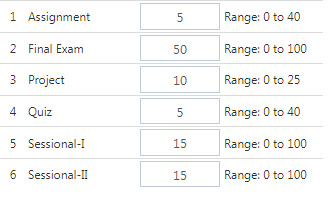 1 Assignment 5 Range: 0 to 40
2 Final Exam 50 Range: 0 to 100
3 Project 10 Range: 0 to 25
4 Quiz 5 Range: 0 to 40
5 Sessional-I 15 Range: 0 to 100
6 Sessional-II 15 Range: 0 to 100